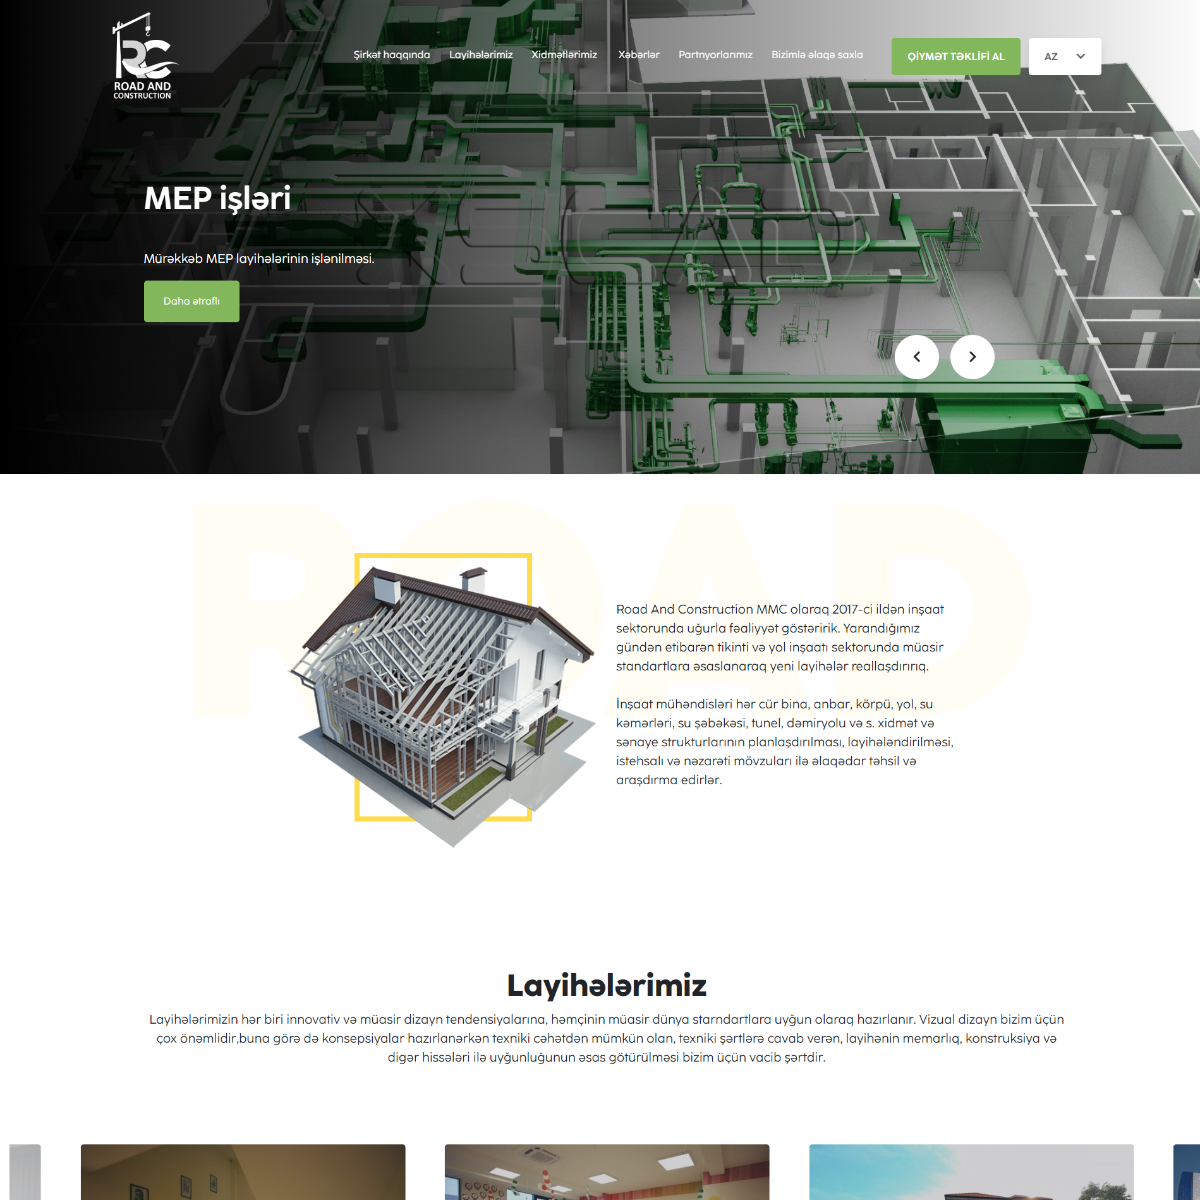 ROAD AND
CONSTRUCTION
Şirkət haqqında Layihələrimiz Xidmətlərimiz Xəbərlər Partnyorlarımız Bizimlə əlaqə saxla
QİYMƏT TƏKLİFİ AL
AZ
MEP işləri
Mürəkkəb MEP layihələrinin işlənilməsi.
Daha ətraflı
ROAD
Road And Construction MMC olaraq 2017-ci ildən inşaat
sektorunda uğurla fəaliyyət göstəririk. Yarandığımız
gündən etibarən tikinti və yol inşaatı sektorunda müasir
standartlara əsaslanaraq yeni layihələr reallaşdırırıq.
İnşaat mühəndisləri hər cür bina, anbar, körpü, yol, su
kəmərləri, su şəbəkəsi, tunel, dəmiryolu və s. xidmət və
sənaye strukturlarının planlaşdırılması, layihələndirilməsi,
istehsalı və nəzarəti mövzuları ilə əlaqədar təhsil və
araşdırma edirlər.
Layihələrimiz
Layihələrimizin hər biri innovativ və müasir dizayn tendensiyalarına, həmçinin müasir dünya starndartlara uyğun olaraq hazırlanır. Vizual dizayn bizim üçün
çox önəmlidir,buna görə də konsepsiyalar hazırlanərkən texniki cəhətdən mümkün olan, texniki şərtlərə cavab verən, layihənin memarlıq, konstruksiya və
digər hissələri ilə uyğunluğunun əsas götürülməsi bizim üçün vacib şərtdir.